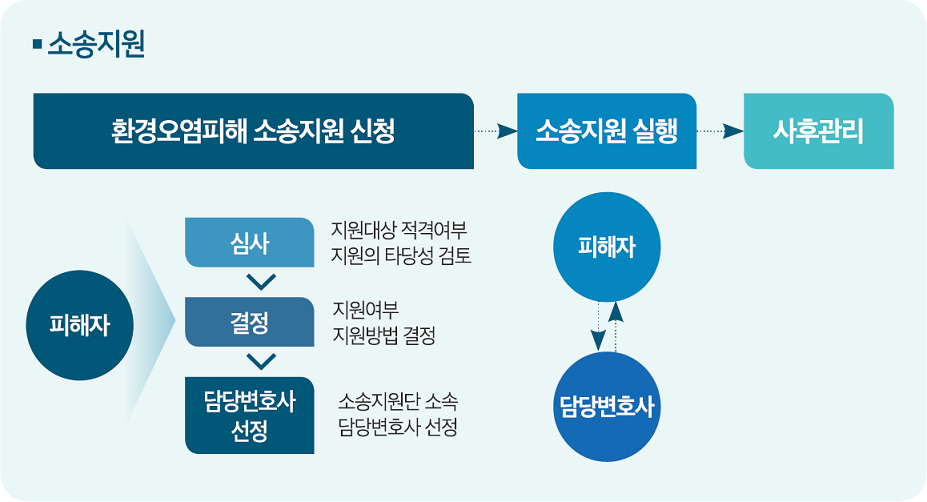 소송지원
환경오염피해 소송지원 신청
소송지원 실행
사후관리
피해자
심사
지원대상 적격여부
지원의 타당성 검토
결정
지원여부
지원방법 결정
담당변호사
선정
소송지원단 소속
담당변호사 선정
피해자
담당변호사